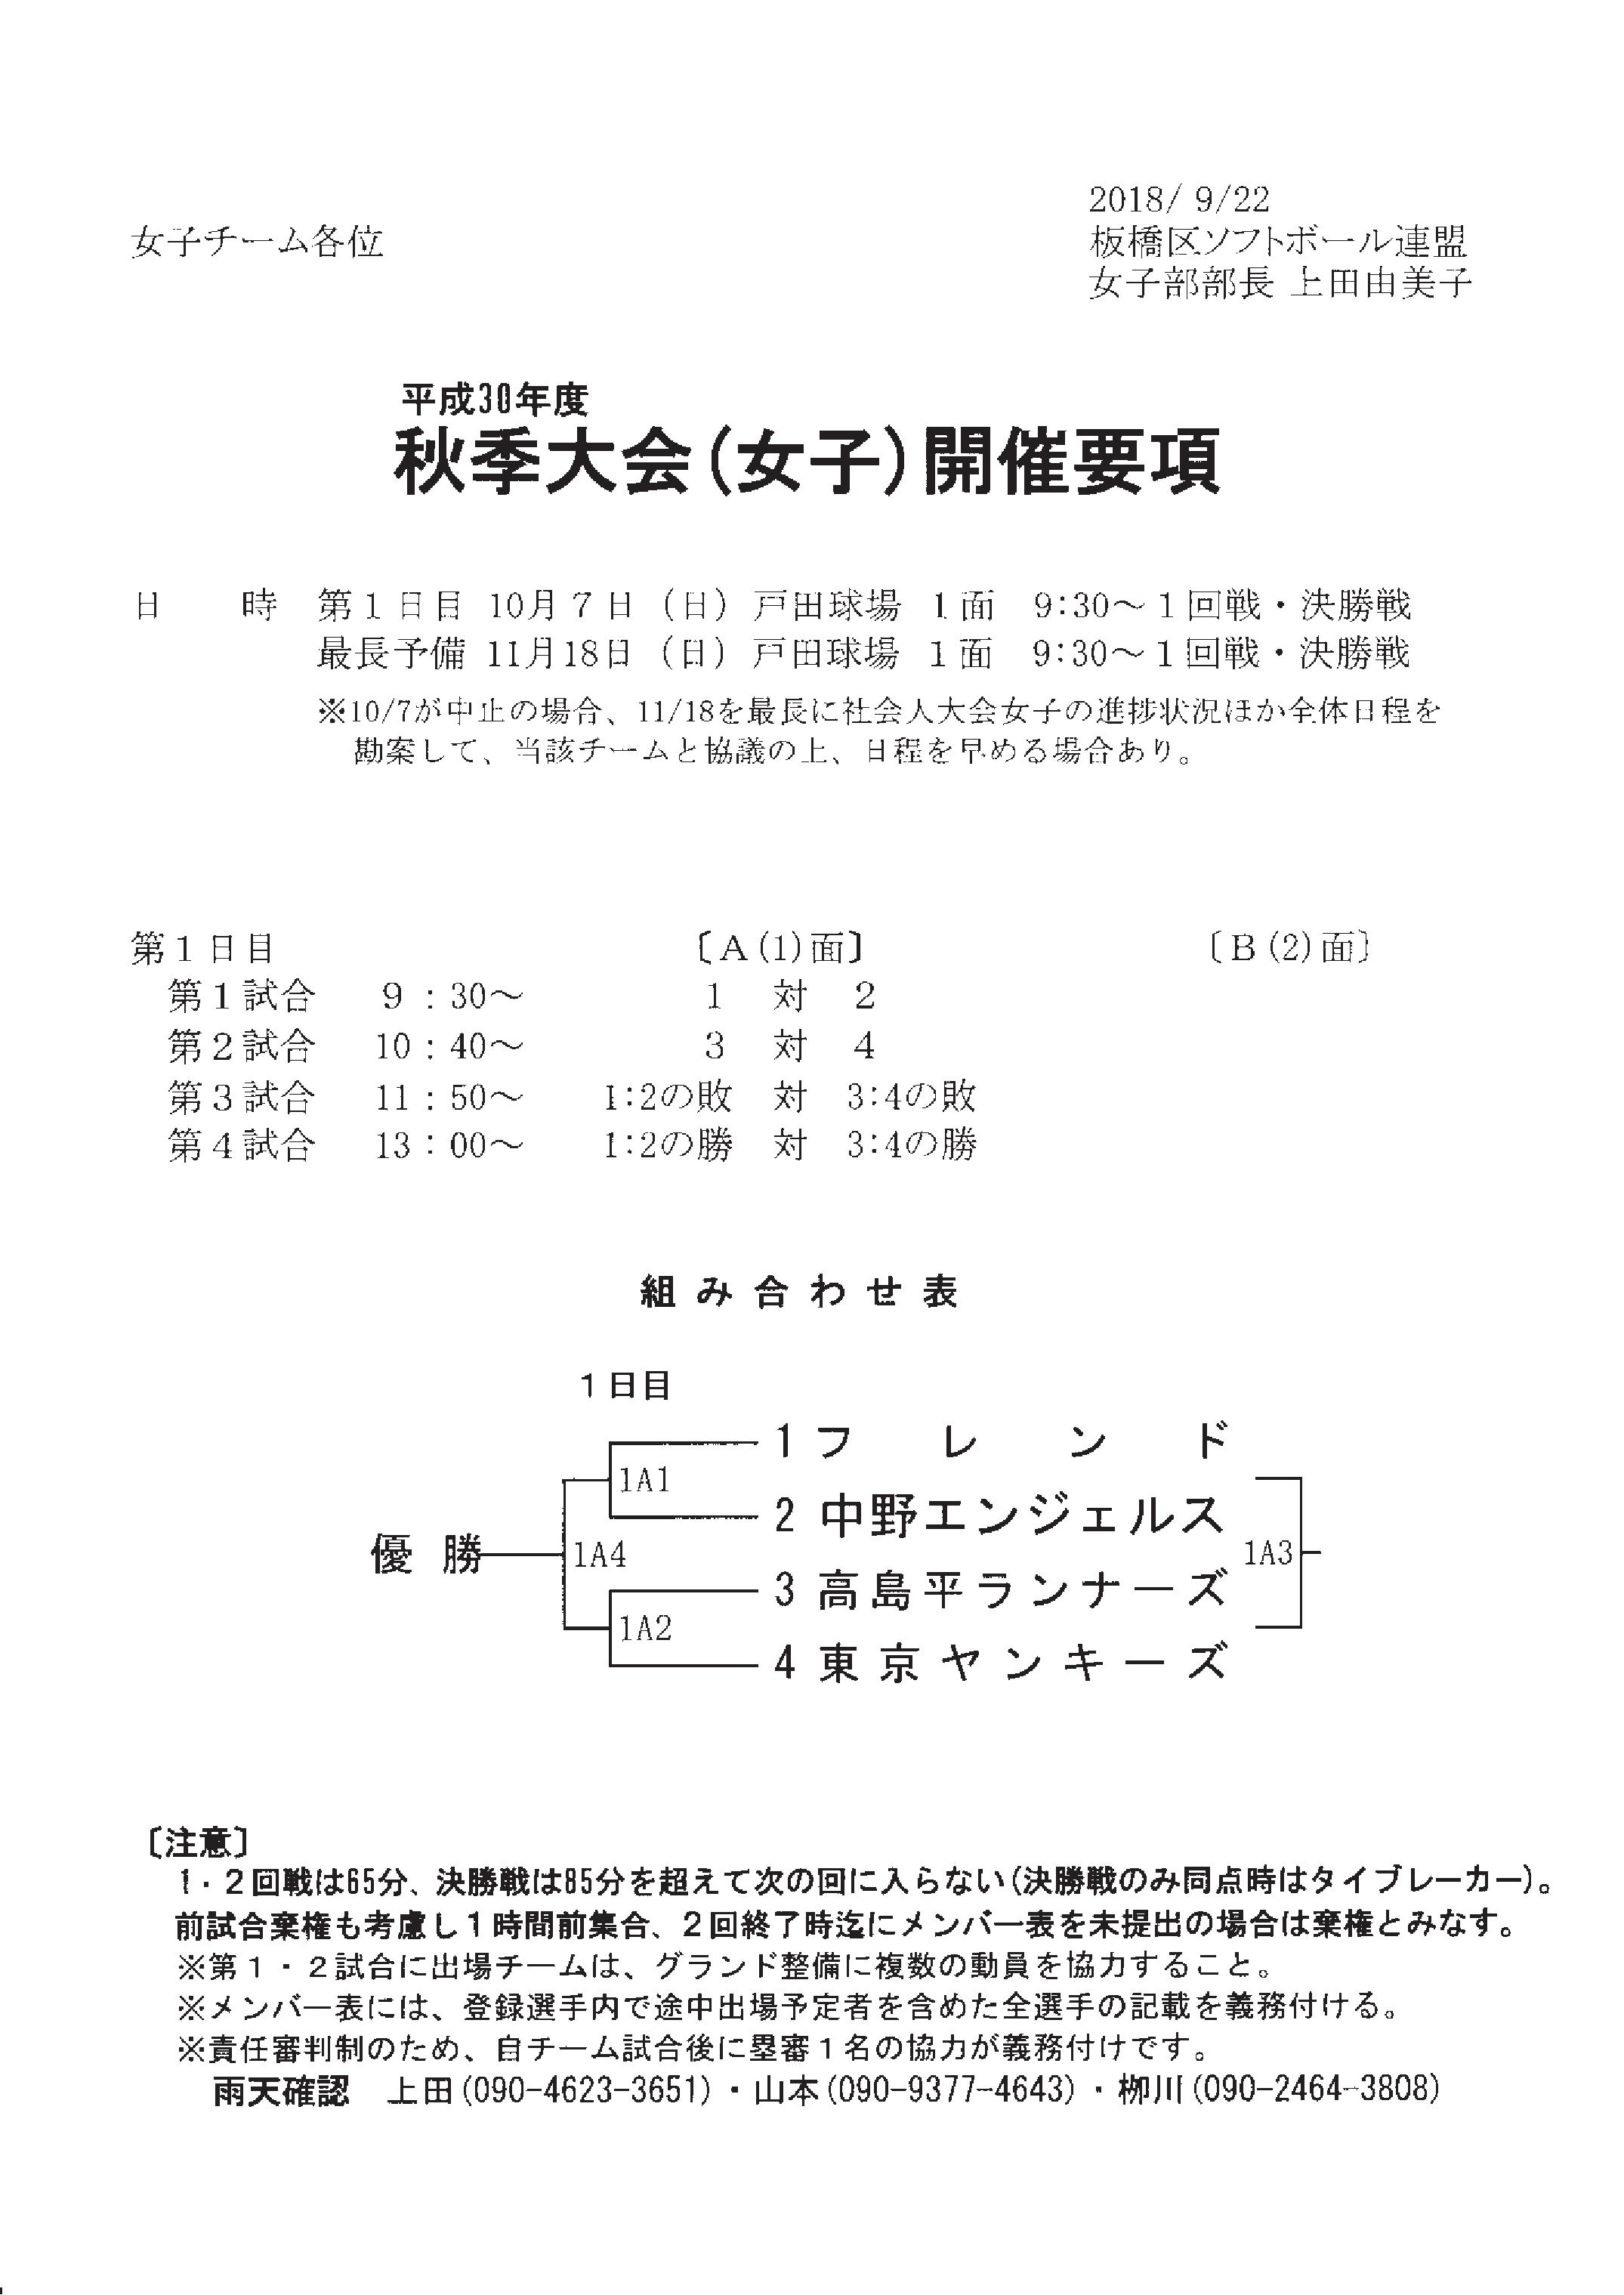 2018/ 9/22
女子チーム各位
板橋区ソフトボール連盟
女子部部長 上田由美子
平成30年度
秋季大会(女子)開催要項
日　　時　第１日目 10月７日（日）戸田球場 １面　9:30～１回戦・決勝戦
最長予備 11月18日（日）戸田球場 １面　9:30～１回戦・決勝戦
※10/7が中止の場合、11/18を最長に社会人大会女子の進捗状況ほか全体日程を
勘案して、当該チームと協議の上、日程を早める場合あり。
第１日目　〔Ａ(1)面〕　〔Ｂ(2)面〕
第１試合　9：30～　1　対　2
第２試合　10：40～　3　対　4
第３試合　11：50～　1:2の敗　対　3:4の敗
第４試合　13：00～　1:2の勝　対　3:4の勝
組み合わせ表
１日目
1 フレンド
1A1
2 中野エンジェルス
優勝　1A4　1A3
3 高島平ランナーズ
1A2
4 東京ヤンキーズ
〔注意〕
1・２回戦は65分、決勝戦は85分を超えて次の回に入らない(決勝戦のみ同点時はタイブレーカー)。
前試合棄権も考慮し１時間前集合、２回終了時迄にメンバー表を未提出の場合は棄権とみなす。
※第１・２試合に出場チームは、グランド整備に複数の動員を協力すること。
※メンバー表には、登録選手内で途中出場予定者を含めた全選手の記載を義務付ける。
※責任審判制のため、自チーム試合後に塁審１名の協力が義務付けです。
雨天確認　上田(090-4623-3651)・山本(090-9377-4643)・栁川(090-2464-3808)